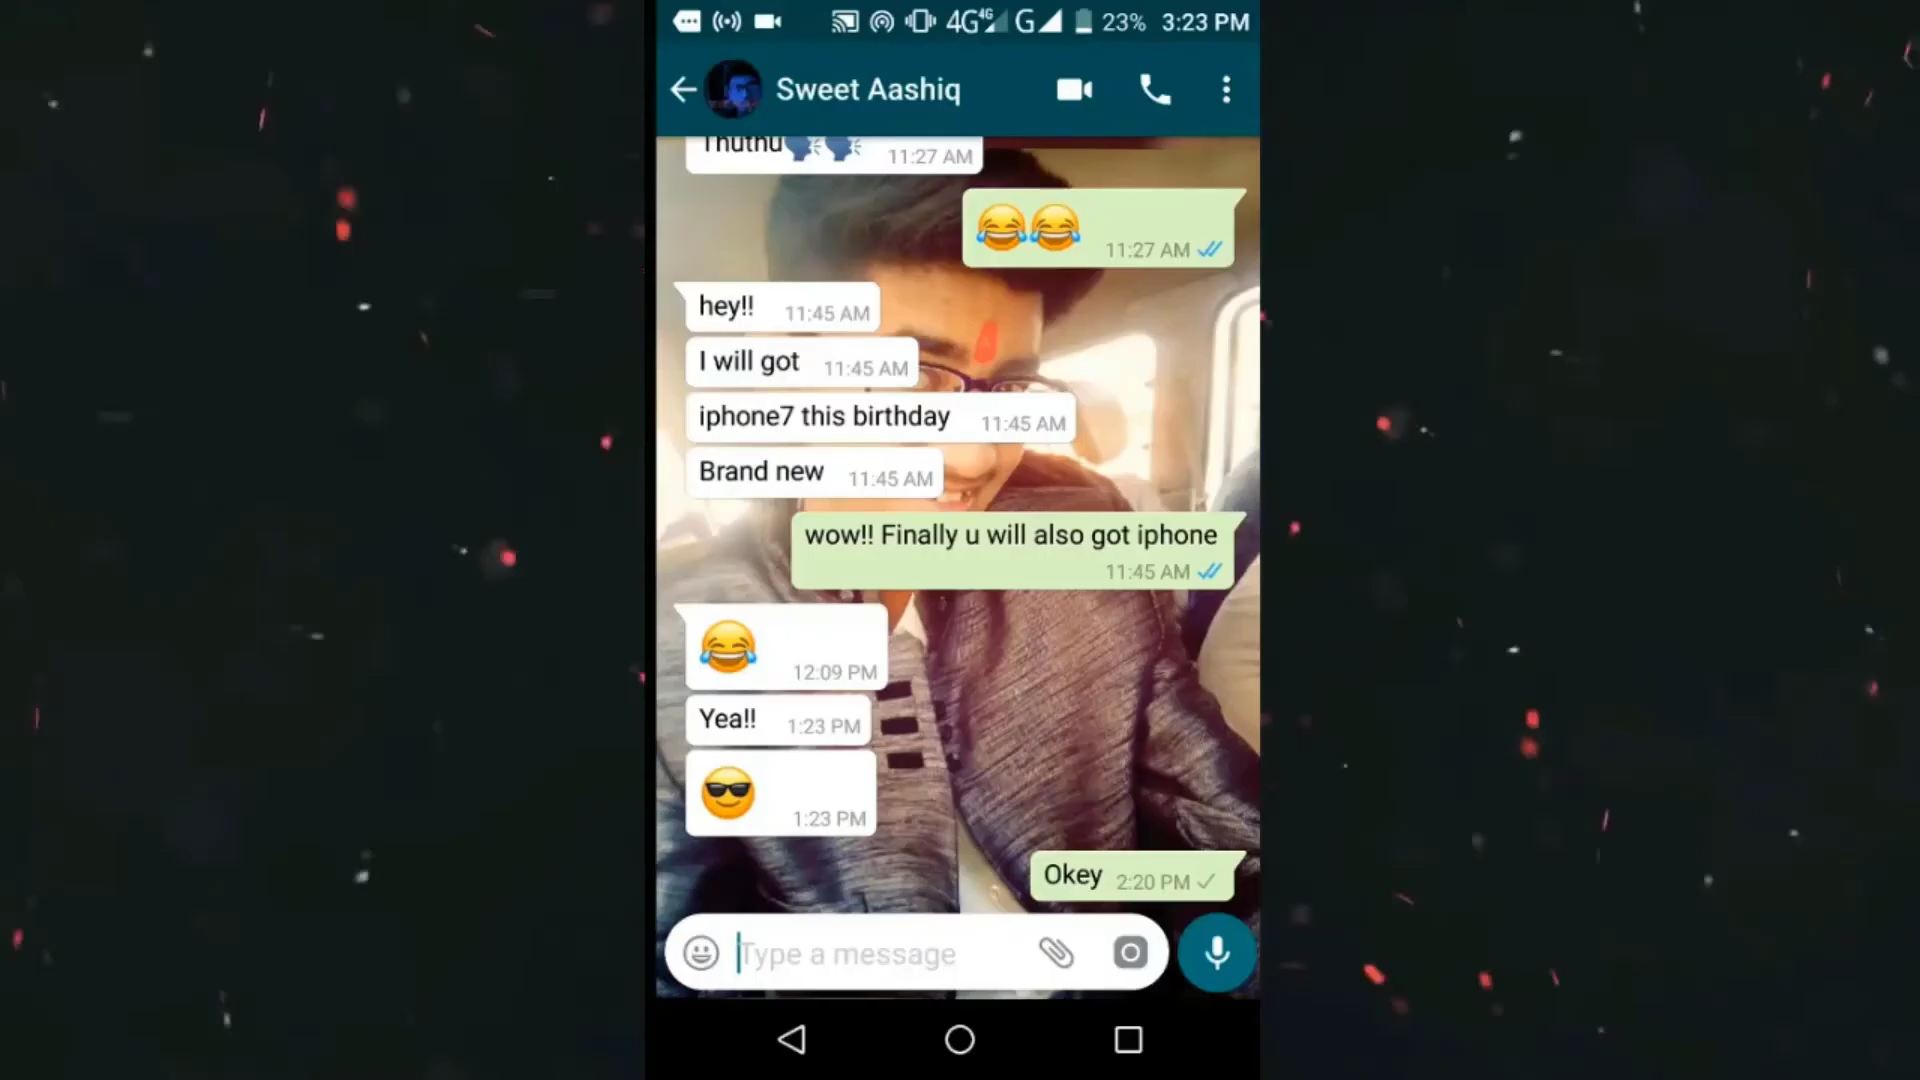 4G 4G G 23% 3:23 PM
Sweet Aashiq
Thuthu🗣🗣 11:27 AM
😂😂 11:27 AM
hey!! 11:45 AM
I will got 11:45 AM
iphone7 this birthday 11:45 AM
Brand new 11:45 AM
wow!! Finally u will also got iphone
11:45 AM
😂 12:09 PM
Yea!! 1:23 PM
😎 1:23 PM
Okey 2:20 PM
Type a message